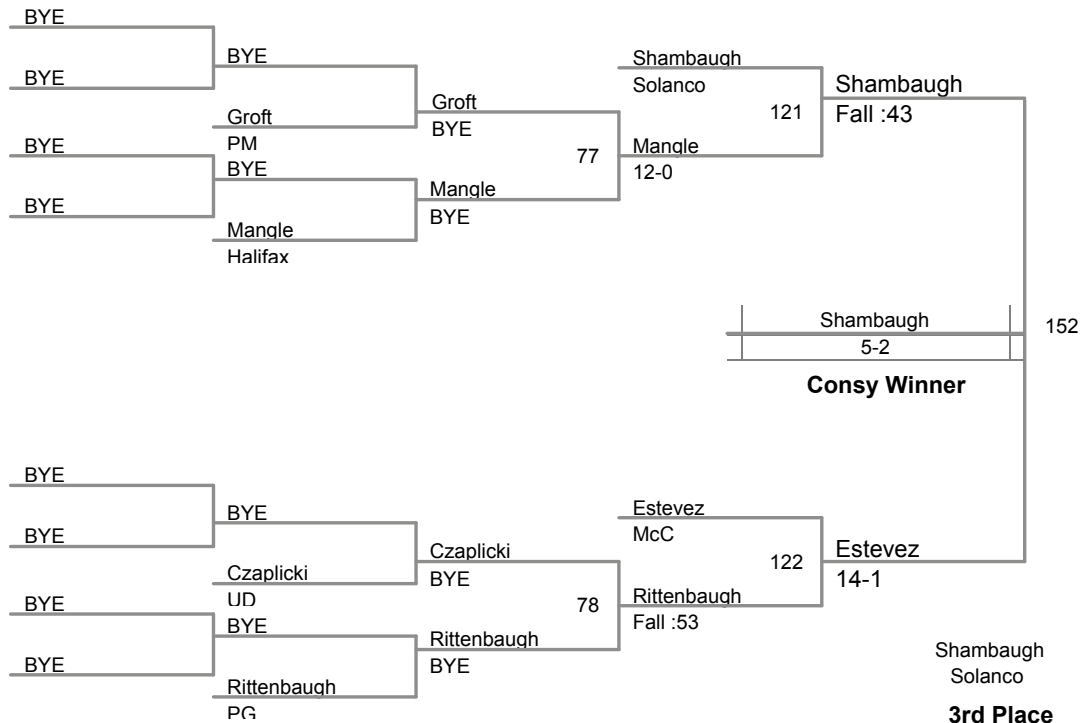 BYE
BYE
BYE
Groft
PM
BYE
BYE
BYE
Mangle
Halifax
Groft
BYE
77
Mangle
BYE
Shambaugh
Solanco
121
Mangle
12-0
Shambaugh
Fall :43
Shambaugh
5-2
152
Consy Winner
BYE
BYE
BYE
Czaplicki
UD
BYE
BYE
BYE
Rittenbaugh
PG
Czaplicki
BYE
78
Rittenbaugh
BYE
Estevez
McC
122
Rittenbaugh
Fall :53
Estevez
14-1
Shambaugh
Solanco
3rd Place